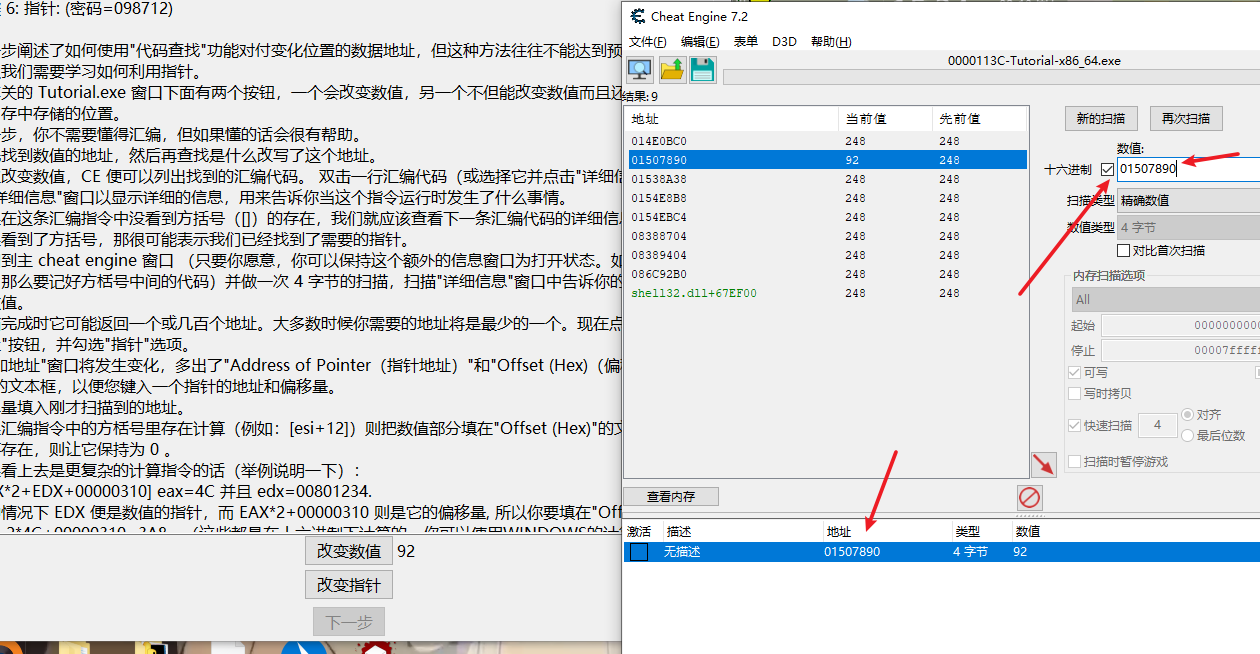 6: 指针: (密码=098712)
步阐述了如何使用"代码查找"功能对付变化位置的数据地址，但这种方法往往不能达到预
我们需要学习如何利用指针。
关的 Tutorial.exe 窗口下面有两个按钮，一个会改变数值，另一个不但能改变数值而且还
存中存储的位置。
步，你不需要懂得汇编，但如果懂的话会很有帮助。
找到数值的地址，然后再查找是什么改写了这个地址。
改变数值，CE 便可以列出找到的汇编代码。 双击一行汇编代码（或选择它并点击"详细信
详细信息"窗口以显示详细的信息，用来告诉你当这个指令运行时发生了什么事情。
在这条汇编指令中没看到方括号（[]）的存在，我们就应该查看下一条汇编代码的详细信
看到了方括号，那很可能表示我们已经找到了需要的指针。
到主 cheat engine 窗口 （只要你愿意，你可以保持这个额外的信息窗口为打开状态。如
那么要记好方栝号中间的代码）并做一次 4 字节的扫描，扫描"详细信息"窗口中告诉你的
值。
完成时它可能返回一个或几百个地址。大多数时候你需要的地址将是最少的一个。现在点
"按钮，并勾选"指针"选项。
加地址"窗口将发生变化，多出了"Address of Pointer（指针地址）"和"Offset (Hex)（偏
的文本框，以便您键入一个指针的地址和偏移量。
量填入刚才扫描到的地址。
汇编指令中的方栝号里存在计算（例如：[esi+12]）则把数值部分填在"Offset (Hex)"的文
存在，则让它保持为 0 。
看上去是更复杂的计算指令的话（举例说明一下）：
X*2+EDX+00000310] eax=4C 并且 edx=00801234.
情况下 EDX 便是数值的指针，而 EAX*2+00000310 则是它的偏移量, 所以你要填在"Off
改变数值 92
改变指针
下一步
Cheat Engine 7.2
文件(F) 编辑(E) 表单 D3D 帮助(H)
0000113C-Tutorial-x86_64.exe
结果: 9
地址 当前值 先前值
014E0BC0 248 248
01507890 92 248
01538A38 248 248
0154E8B8 248 248
0154EBC4 248 248
08388704 248 248
08389404 248 248
086C92B0 248 248
shell32.dll+67EF00 248 248
新的扫描 再次扫描
数值:
十六进制 01507890
扫描类型 精确数值
数值类型 4 字节
对比首次扫描
内存扫描选项
All
起始 000000000
停止 00007fffff
可写
写时拷贝
快速扫描 4 对齐
最后位数
扫描时暂停游戏
查看内存
激活 描述 地址 类型 数值
无描述 01507890 4 字节 92